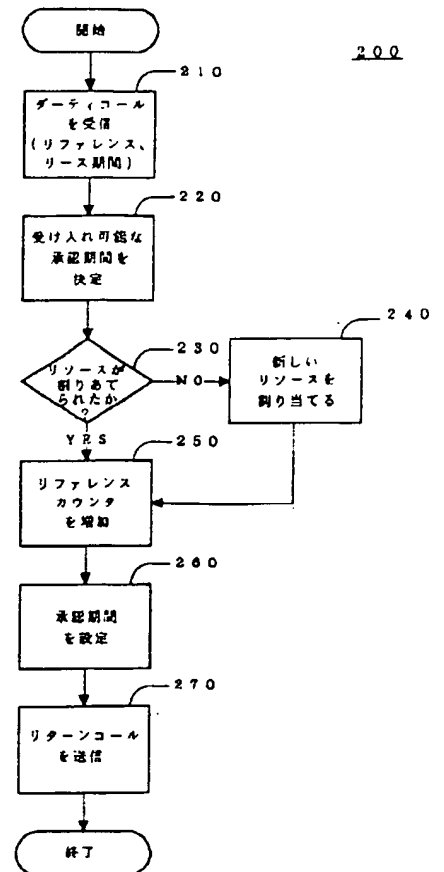 開始
200
210
ダーティコール
を受信
(リファレンス、
リース期間)
220
受け入れ可能な
承認期間を
決定
230
リソースが
割りあて
られたか
?
NO
240
新しい
リソースを
割り当てる
YES
250
リファレンス
カウンタ
を増加
260
承認期間
を設定
270
リターンコール
を送信
終了